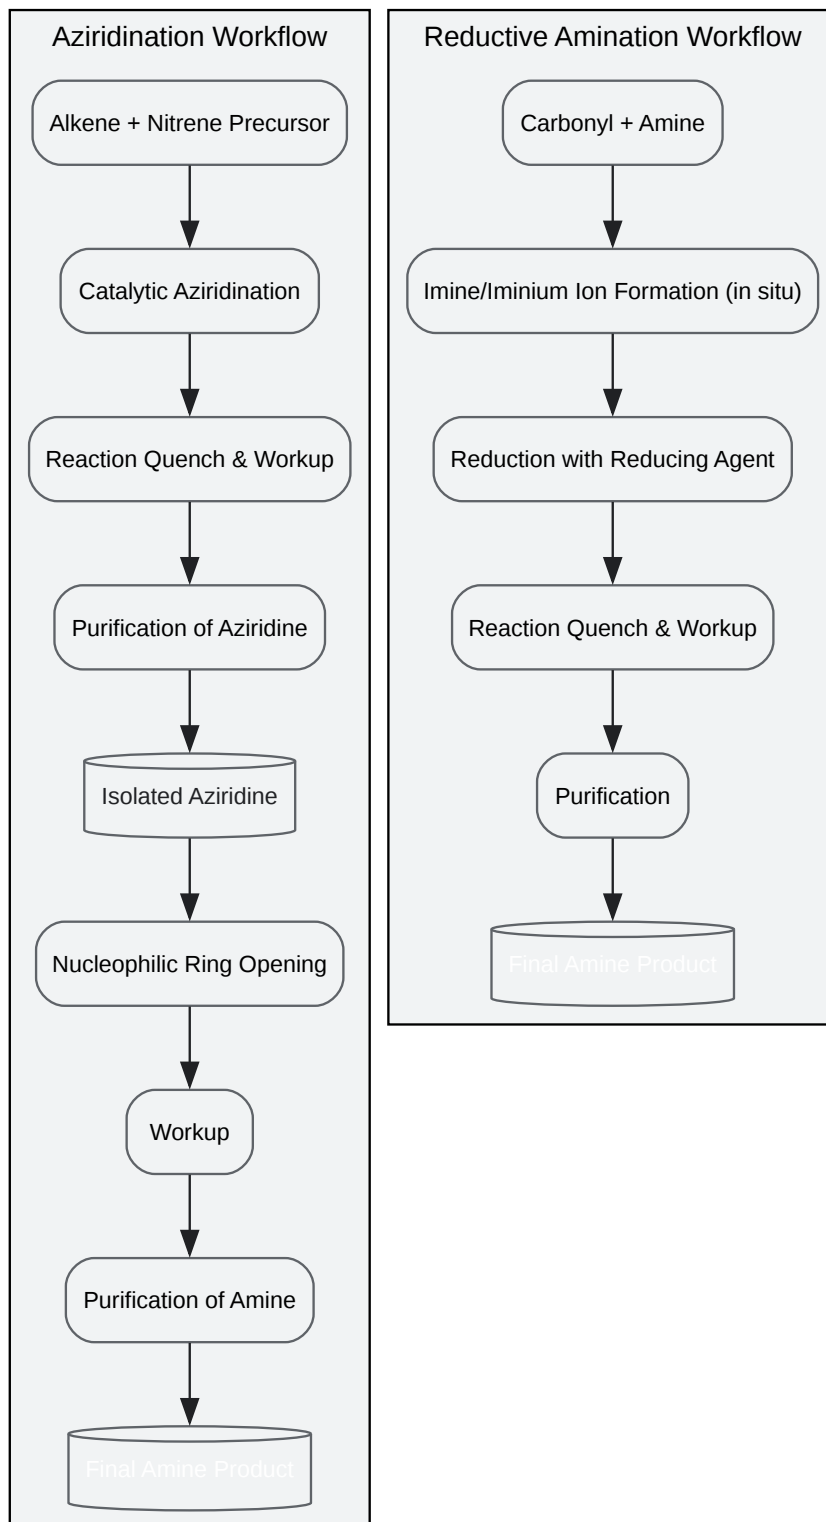 Aziridination Workflow
Alkene + Nitrene Precursor
Catalytic Aziridination
Reaction Quench & Workup
Purification of Aziridine
Isolated Aziridine
Nucleophilic Ring Opening
Workup
Purification of Amine
Final Amine Product
Reductive Amination Workflow
Carbonyl + Amine
Imine/Iminium Ion Formation (in situ)
Reduction with Reducing Agent
Reaction Quench & Workup
Purification
Final Amine Product